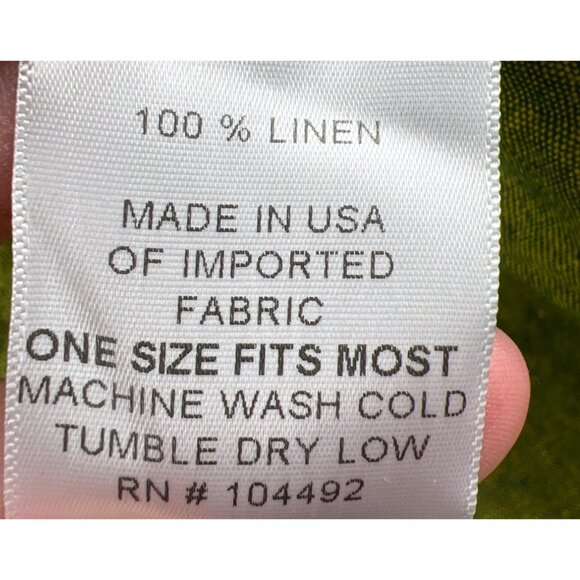 100 % LINEN
MADE IN USA
OF IMPORTED
FABRIC
ONE SIZE FITS MOST
MACHINE WASH COLD
TUMBLE DRY LOW
RN # 104492